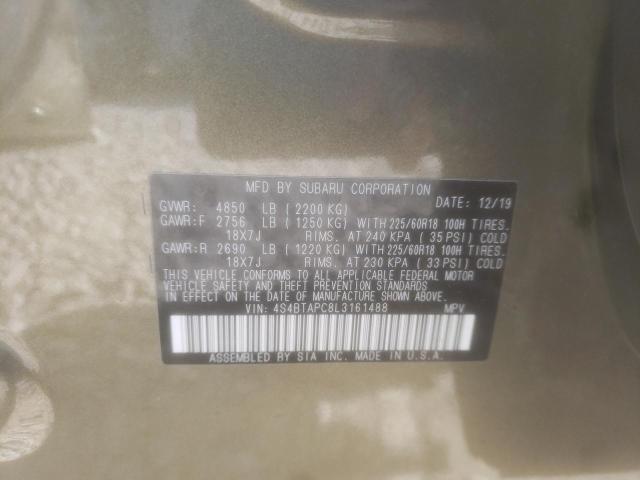 MFD BY SUBARU CORPORATION DATE: 12/19
GVWR: 4850 LB ( 2200 KG)
GAWR:F 2756 LB ( 1250 KG) WITH 225/60R18 100H TIRES.
18X7J RIMS. AT 240 KPA ( 35 PSI) COLD
GAWR:R 2690 LB ( 1220 KG) WITH 225/60R18 100H TIRES.
18X7J RIMS. AT 230 KPA ( 33 PSI) COLD
THIS VEHICLE CONFORMS TO ALL APPLICABLE FEDERAL MOTOR
VEHICLE SAFETY AND THEFT PREVENTION STANDARDS IN
EFFECT ON THE DATE OF MANUFACTURE SHOWN ABOVE.
VIN: 4S4BTAPC8L3161488 MPV
ASSEMBLED BY SIA INC. MADE IN U.S.A.